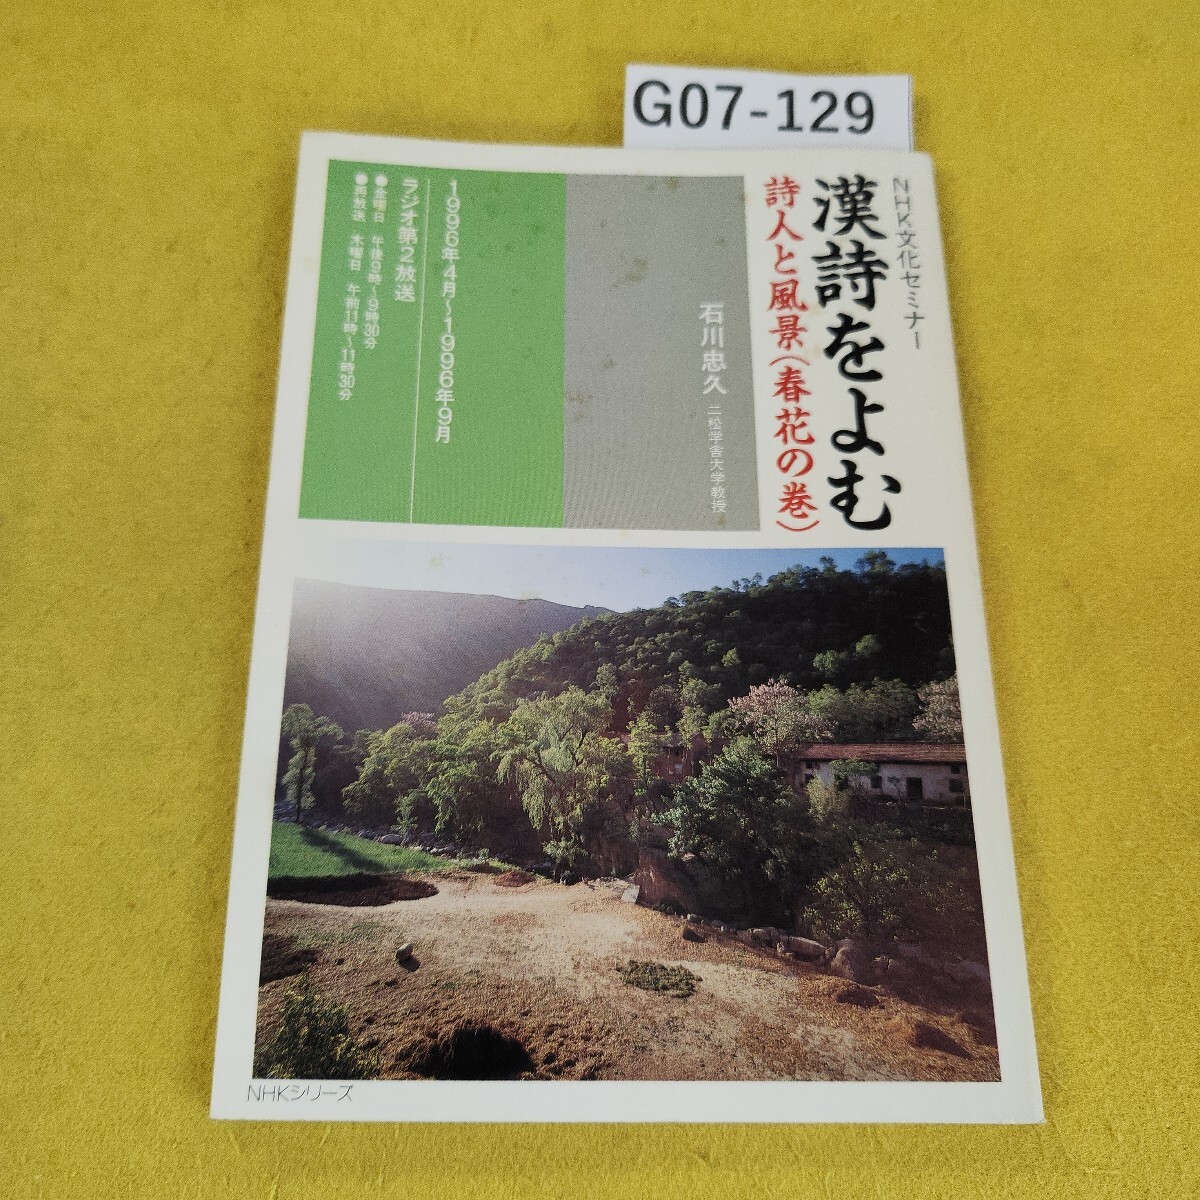 G07-129
NHK文化セミナー
漢詩をよむ
詩人と風景(春花の巻)
石川忠久 二松学舎大学教授
1996年4月〜1996年9月
ラジオ第2放送
●金曜日 午後9時〜9時30分
●再放送 木曜日 午前11時〜11時30分
NHKシリーズ